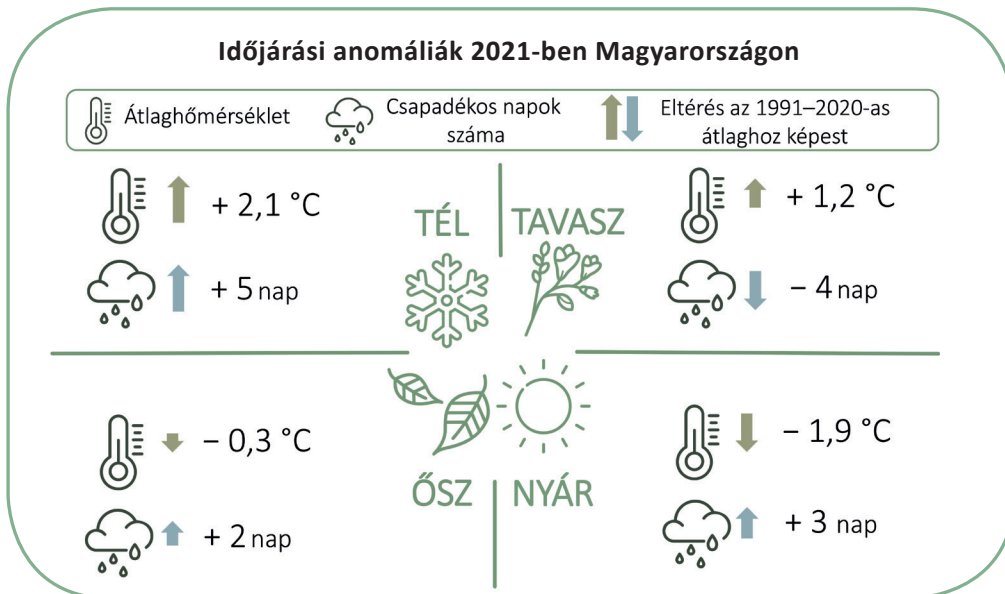 Időjárási anomáliák 2021-ben Magyarországon
Átlaghőmérséklet
Csapadékos napok
száma
Eltérés az 1991–2020-as
átlaghoz képest
+ 2,1 °C
+ 5 nap
TÉL
TAVASZ
+ 1,2 °C
− 4 nap
− 0,3 °C
+ 2 nap
ŐSZ
NYÁR
− 1,9 °C
+ 3 nap